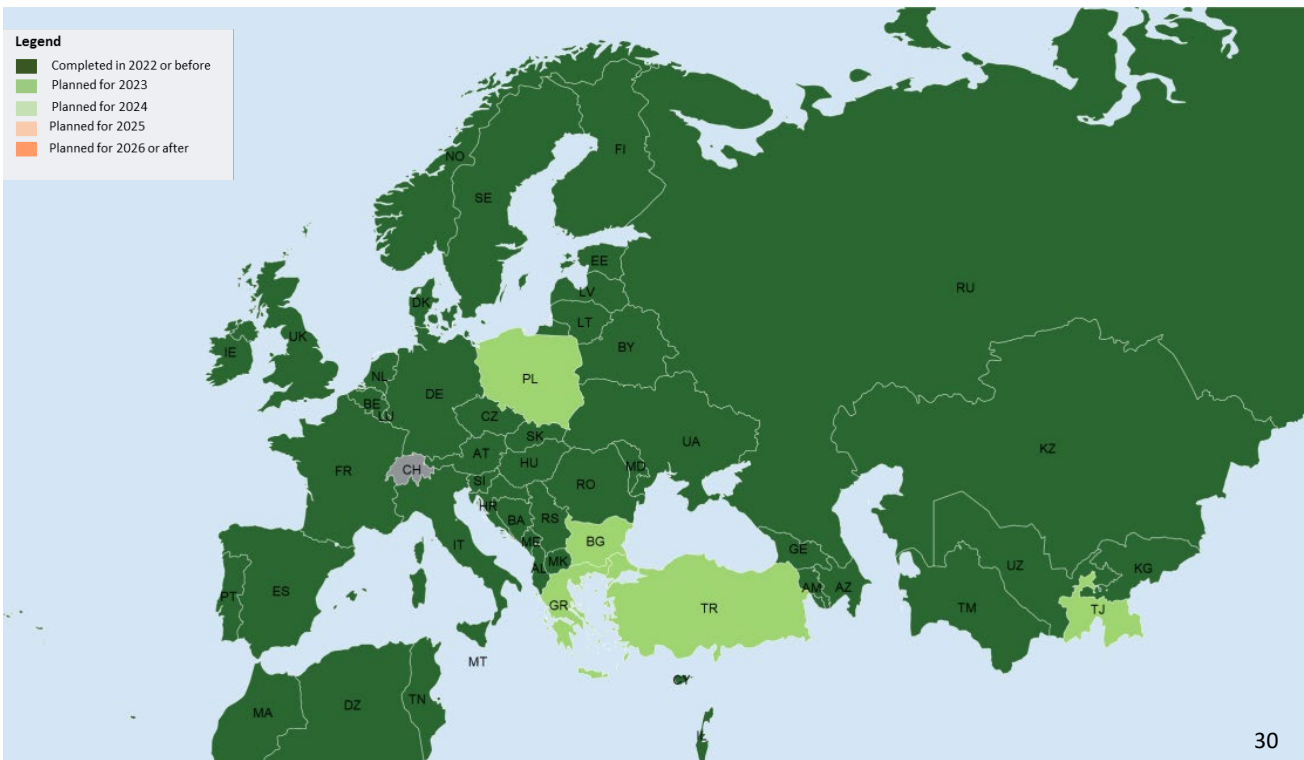 Legend
Completed in 2022 or before
Planned for 2023
Planned for 2024
Planned for 2025
Planned for 2026 or after
NO
FI
SE
EE
RU
LV
DK
LT
UK
BY
IE
NL
PL
DE
BE
LU
CZ
UA
SK
AT
KZ
HU
MD
FR
CH
SI
RO
HR
BA
RS
BG
IT
ME
GE
MK
UZ
AL
KG
AM
AZ
ES
PT
GR
TR
TM
TJ
MT
CY
TN
DZ
MA
30